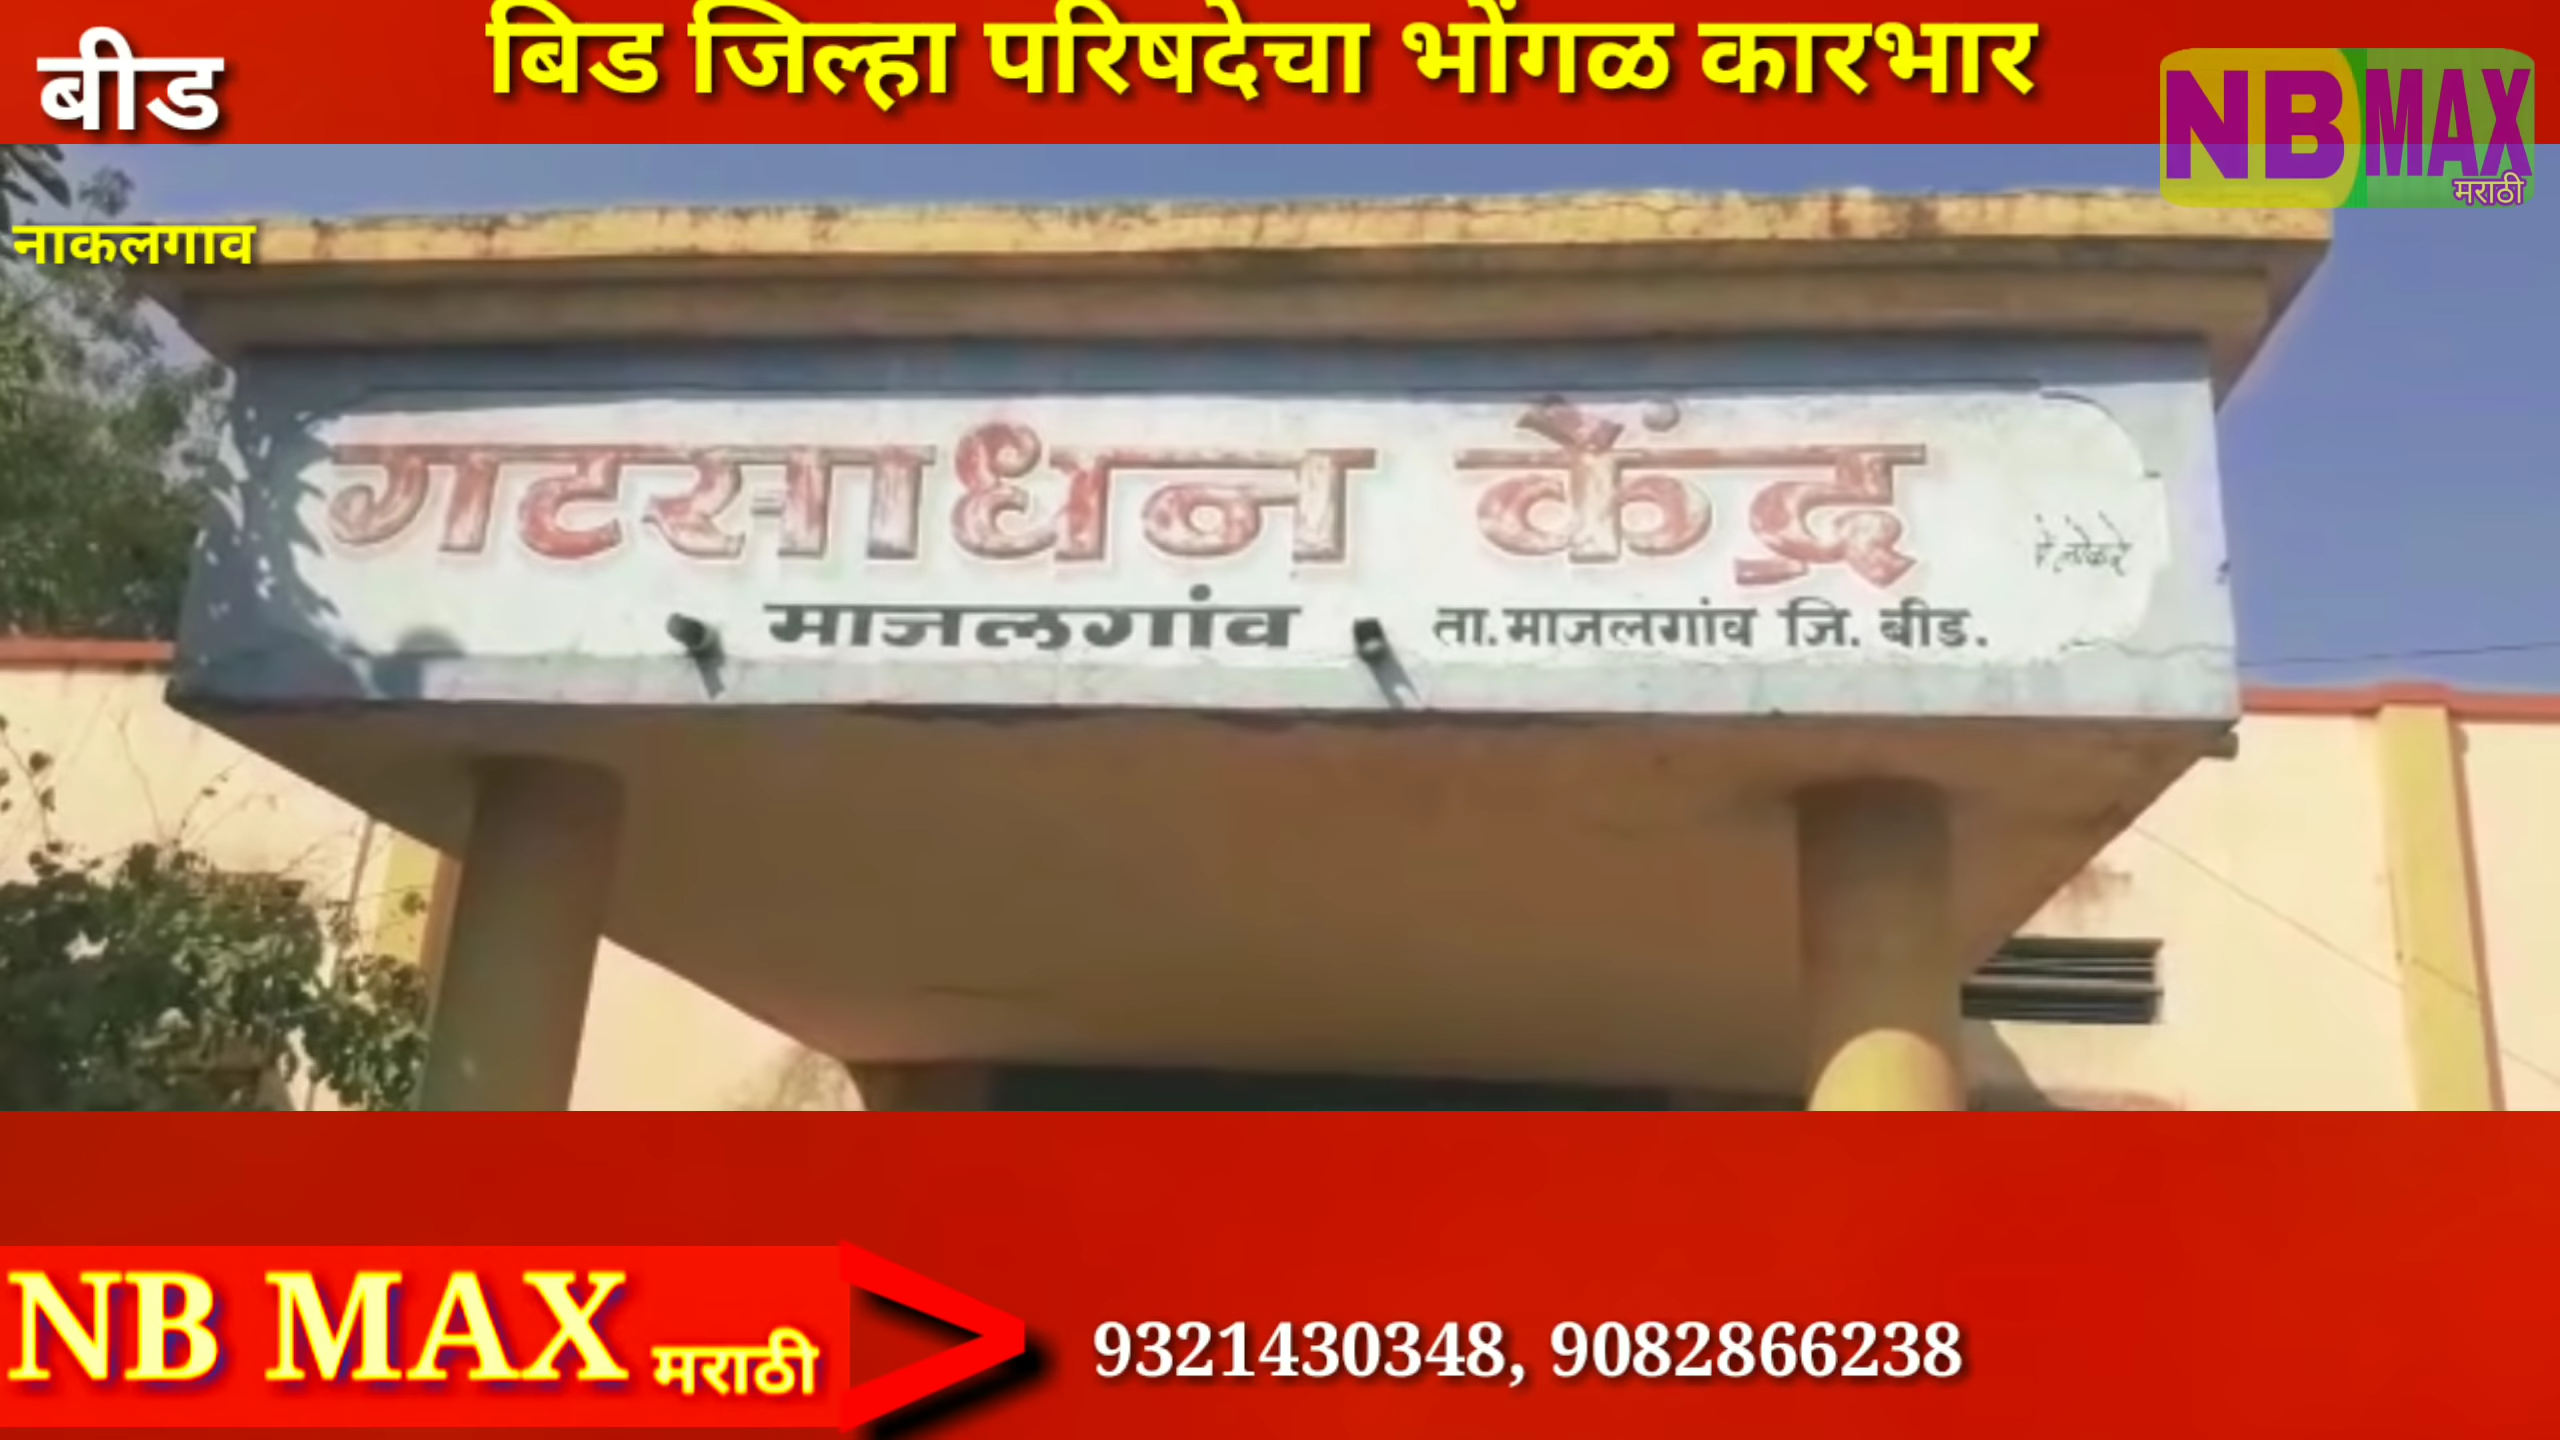 बिड जिल्हा परिषदेचा भोंगळ कारभार
बीड
NB MAX
मराठी
नाकलगाव
गटसाधन केंद्र
माजलगांव ता.माजलगांव जि. बीड.
NB MAX मराठी
9321430348, 9082866238